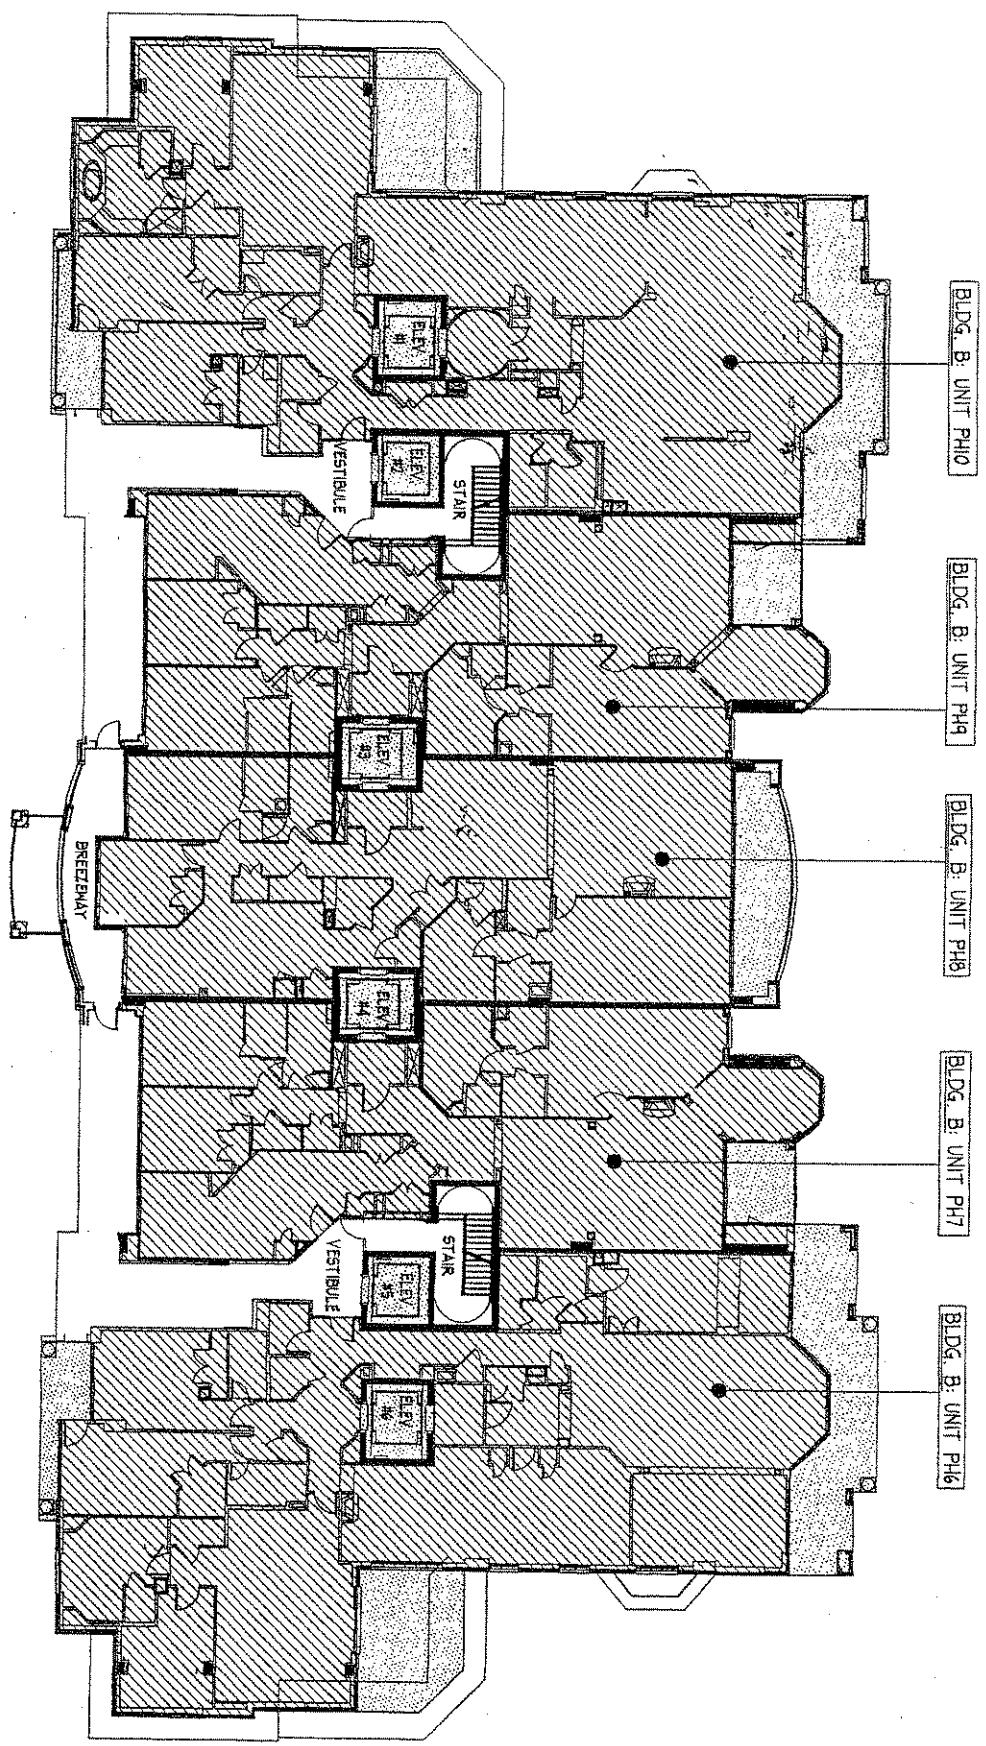 BLDG. B: UNIT PH10
BLDG. B: UNIT PH9
BLDG. B: UNIT PH8
BLDG. B: UNIT PH7
BLDG. B: UNIT PH6
ELEV.
#1
ELEV.
#2
STAIR
VESTIBULE
ELEV.
#3
ELEV.
#4
BREEZEWAY
STAIR
ELEV.
#5
VESTIBULE
ELEV.
#6